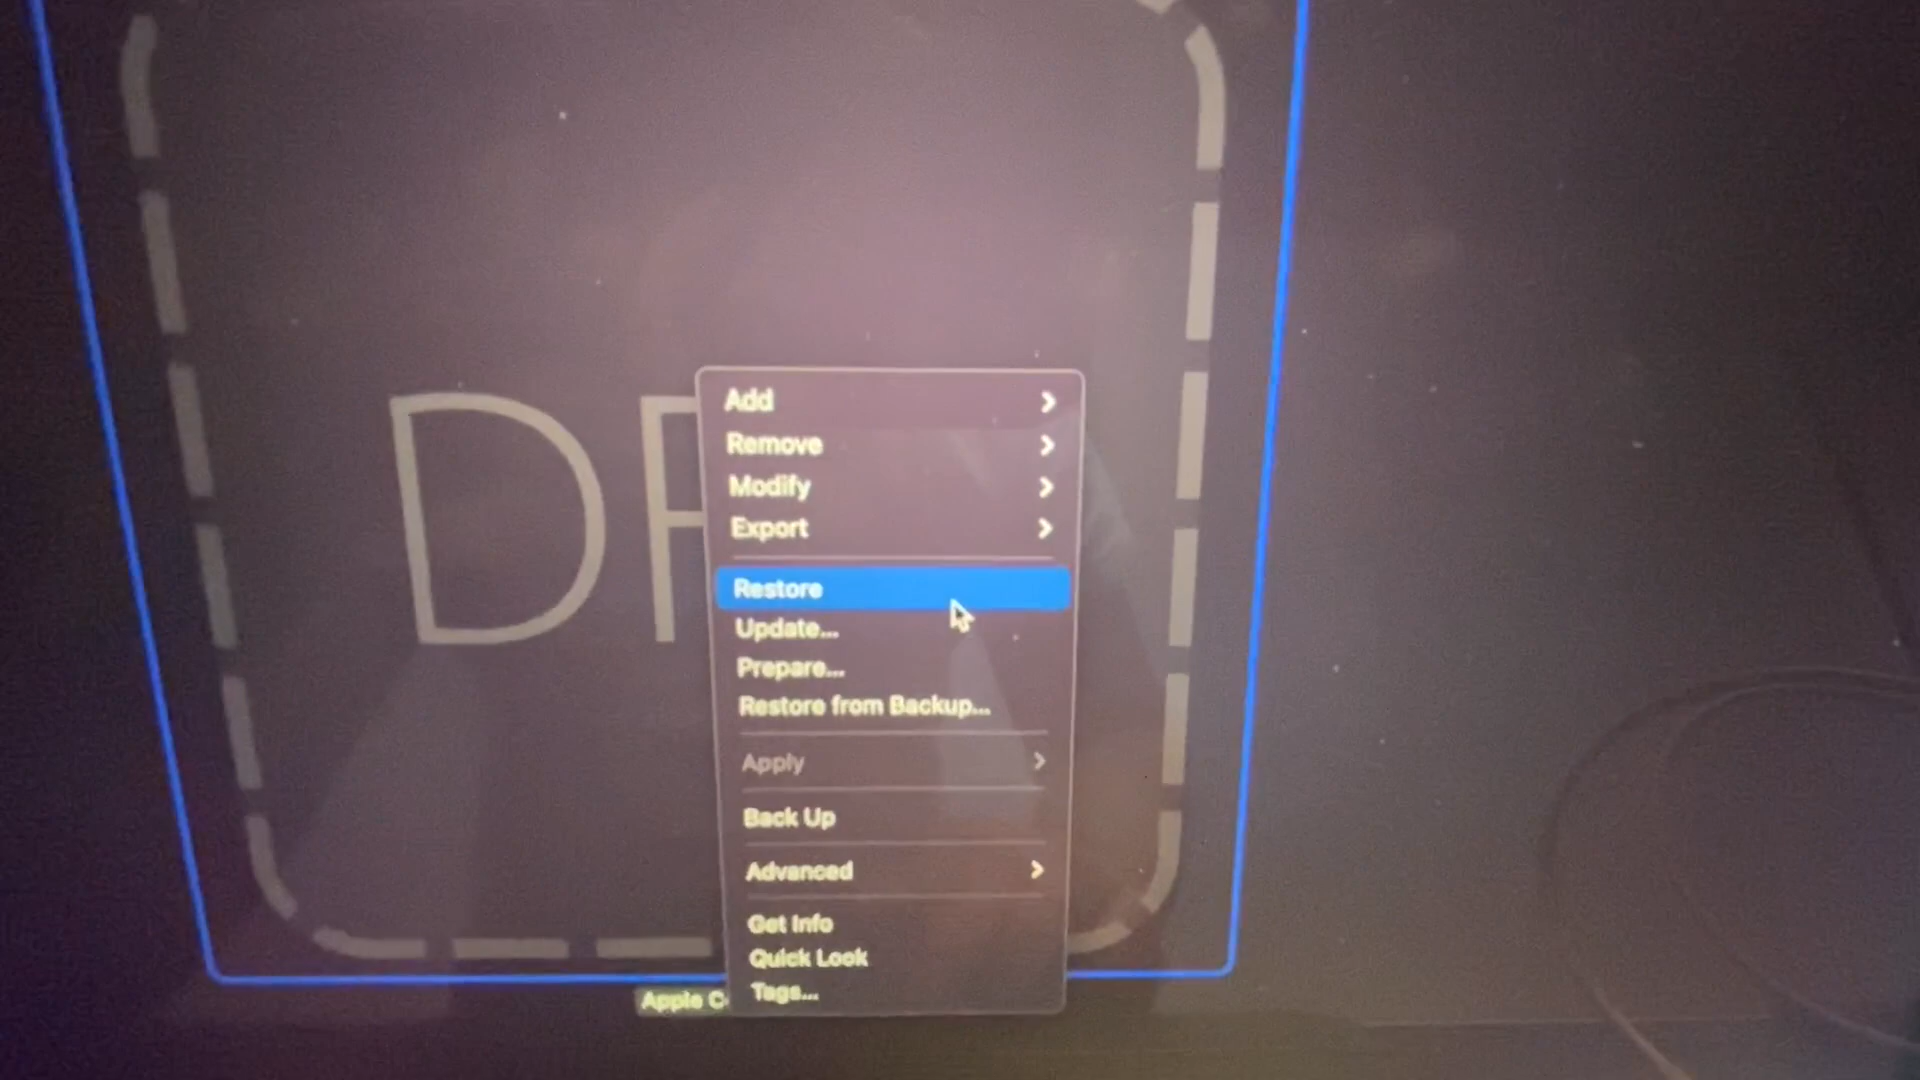 DF
Add
Remove
Modify
Export
Restore
Update...
Prepare...
Restore from Backup...
Apply
Back Up
Advanced
Get Info
Quick Look
Tags...
Apple C